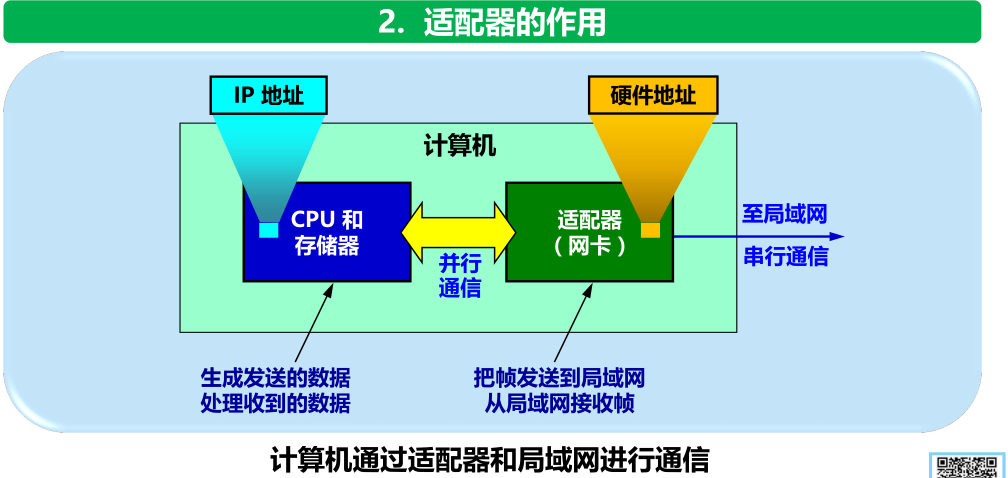 2. 适配器的作用
IP 地址
硬件地址
计算机
CPU 和
存储器
适配器
（网卡）
并行
通信
至局域网
串行通信
生成发送的数据
处理收到的数据
把帧发送到局域网
从局域网接收帧
计算机通过适配器和局域网进行通信